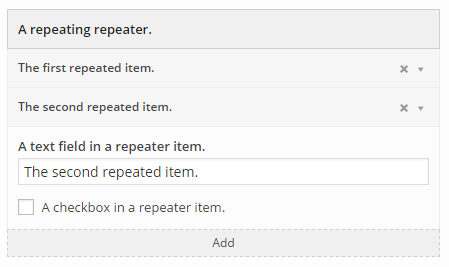 A repeating repeater.
The first repeated item.
The second repeated item.
A text field in a repeater item.
The second repeated item.
A checkbox in a repeater item.
Add